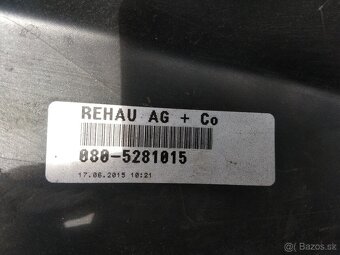 REHAU AG + Co
080-5281015
17.06.2015 10:21
Bazos.sk